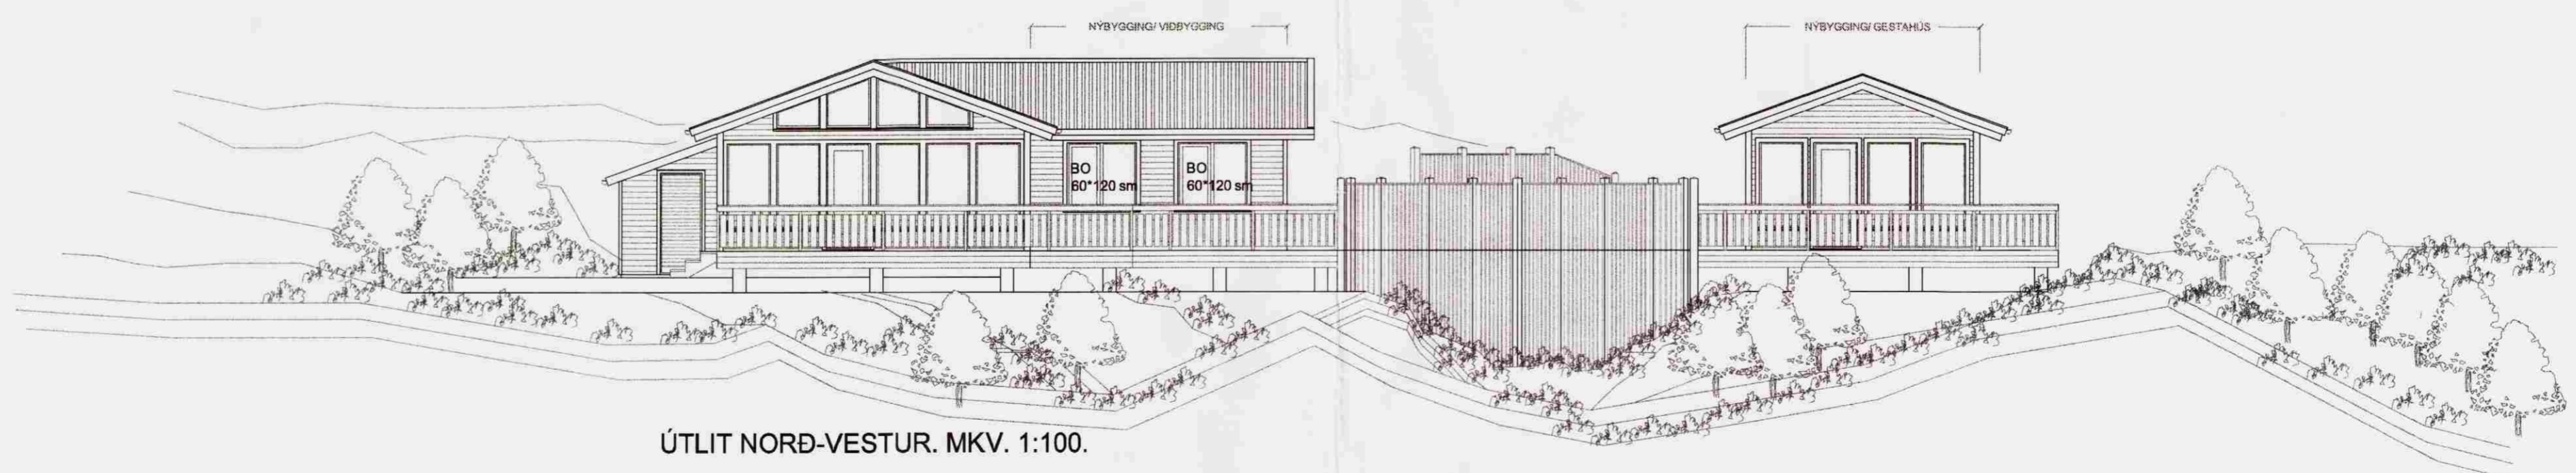 NÝBYGGING/ VIÐBYGGING
NÝBYGGING/ GESTAHÚS
BO
60*120 sm
BO
60*120 sm
ÚTLIT NORÐ-VESTUR. MKV. 1:100.